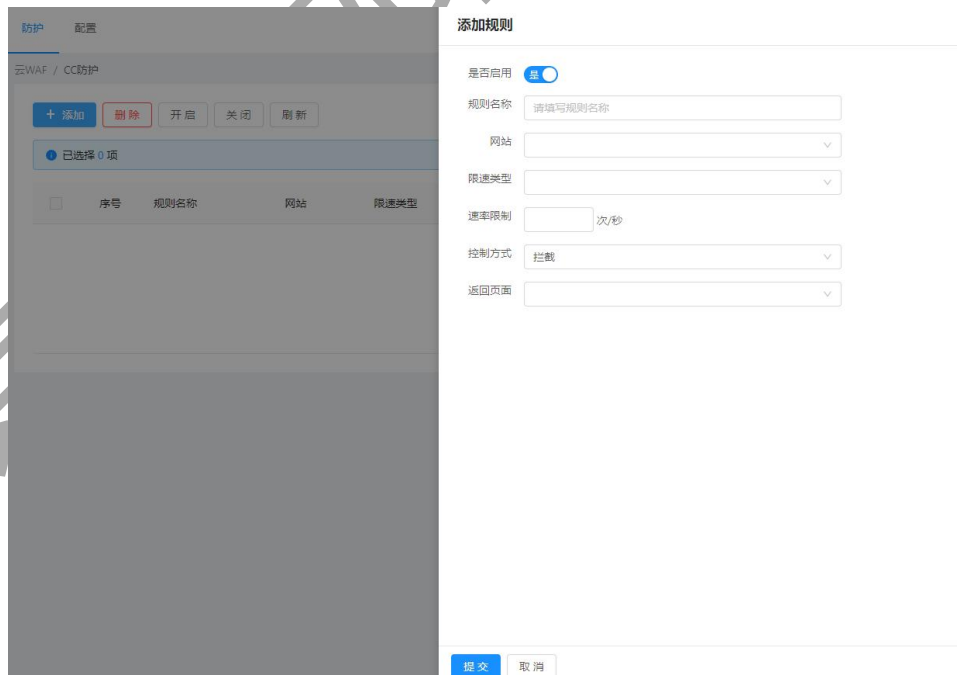 防护 配置
云WAF / CC防护
+ 添加 删除 开启 关闭 刷新
已选择 0 项
序号 规则名称 网站 限速类型
添加规则
是否启用 是
规则名称 请填写规则名称
网站
限速类型
速率限制 次/秒
控制方式 拦截
返回页面
提交 取消